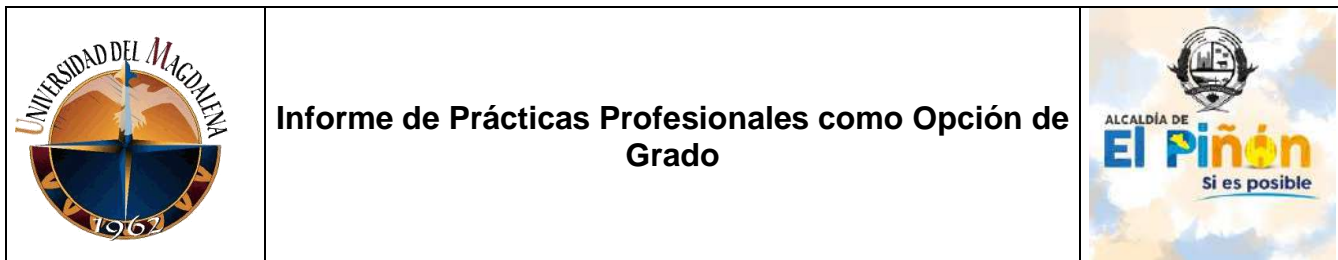 UNIVERSIDAD DEL MAGDALENA
1962
Informe de Prácticas Profesionales como Opción de
Grado
ALCALDÍA DE
El Piñón
Si es posible